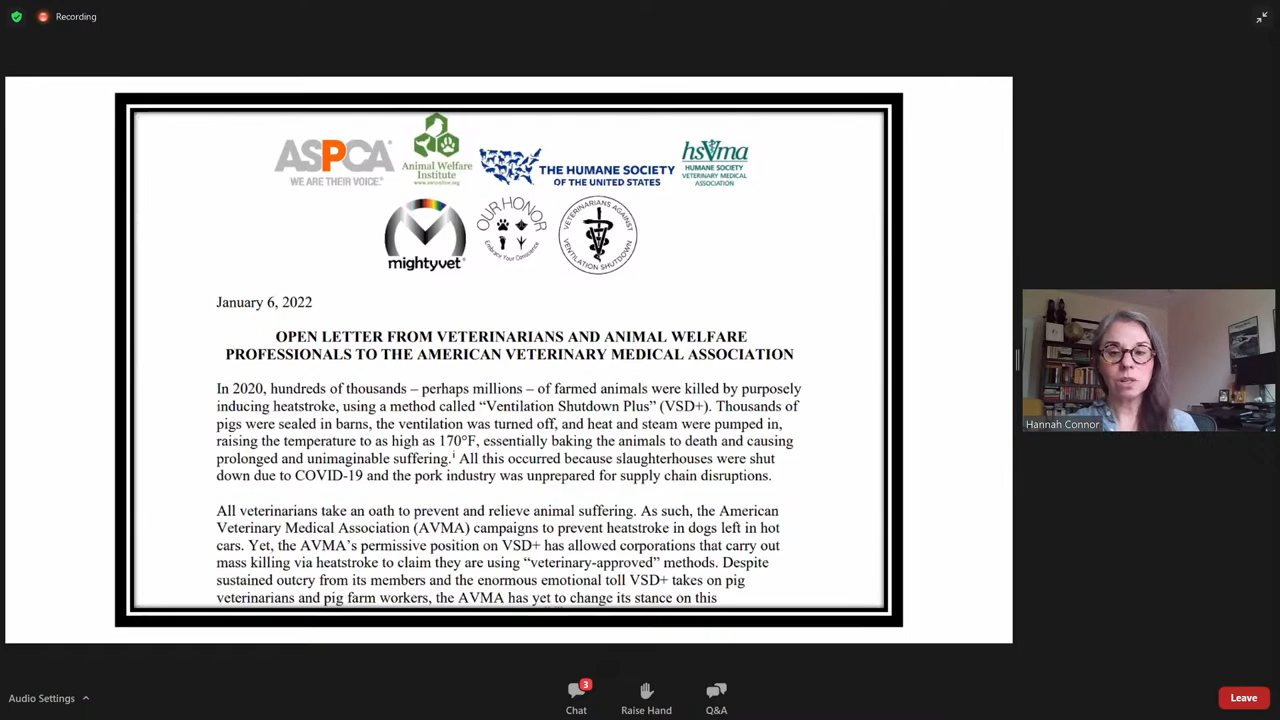 Recording
ASPCA®
WE ARE THEIR VOICE.®
Animal Welfare
Institute
www.awionline.org
THE HUMANE SOCIETY
OF THE UNITED STATES
hsVma
HUMANE SOCIETY
VETERINARY MEDICAL
ASSOCIATION
mightyvet
OUR HONOR
Embrace Your Conscience
VETERINARIANS AGAINST
VENTILATION SHUTDOWN
January 6, 2022
OPEN LETTER FROM VETERINARIANS AND ANIMAL WELFARE
PROFESSIONALS TO THE AMERICAN VETERINARY MEDICAL ASSOCIATION
In 2020, hundreds of thousands – perhaps millions – of farmed animals were killed by purposely
inducing heatstroke, using a method called “Ventilation Shutdown Plus” (VSD+). Thousands of
pigs were sealed in barns, the ventilation was turned off, and heat and steam were pumped in,
raising the temperature to as high as 170°F, essentially baking the animals to death and causing
prolonged and unimaginable suffering.i All this occurred because slaughterhouses were shut
down due to COVID-19 and the pork industry was unprepared for supply chain disruptions.
All veterinarians take an oath to prevent and relieve animal suffering. As such, the American
Veterinary Medical Association (AVMA) campaigns to prevent heatstroke in dogs left in hot
cars. Yet, the AVMA’s permissive position on VSD+ has allowed corporations that carry out
mass killing via heatstroke to claim they are using “veterinary-approved” methods. Despite
sustained outcry from its members and the enormous emotional toll VSD+ takes on pig
veterinarians and pig farm workers, the AVMA has yet to change its stance on this
Hannah Connor
Audio Settings
3
Chat
Raise Hand
Q&A
Leave